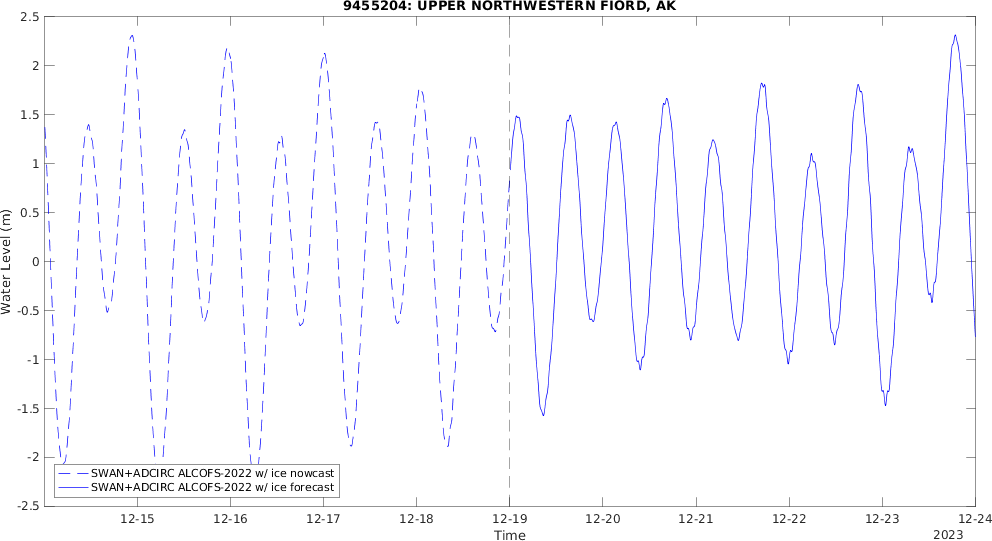 9455204: UPPER NORTHWESTERN FIORD, AK
2.5
2
1.5
1
0.5
0
-0.5
-1
-1.5
-2
-2.5
Water Level (m)
SWAN+ADCIRC ALCOFS-2022 w/ ice nowcast
SWAN+ADCIRC ALCOFS-2022 w/ ice forecast
12-15 12-16 12-17 12-18 12-19 12-20 12-21 12-22 12-23 12-24
Time
2023